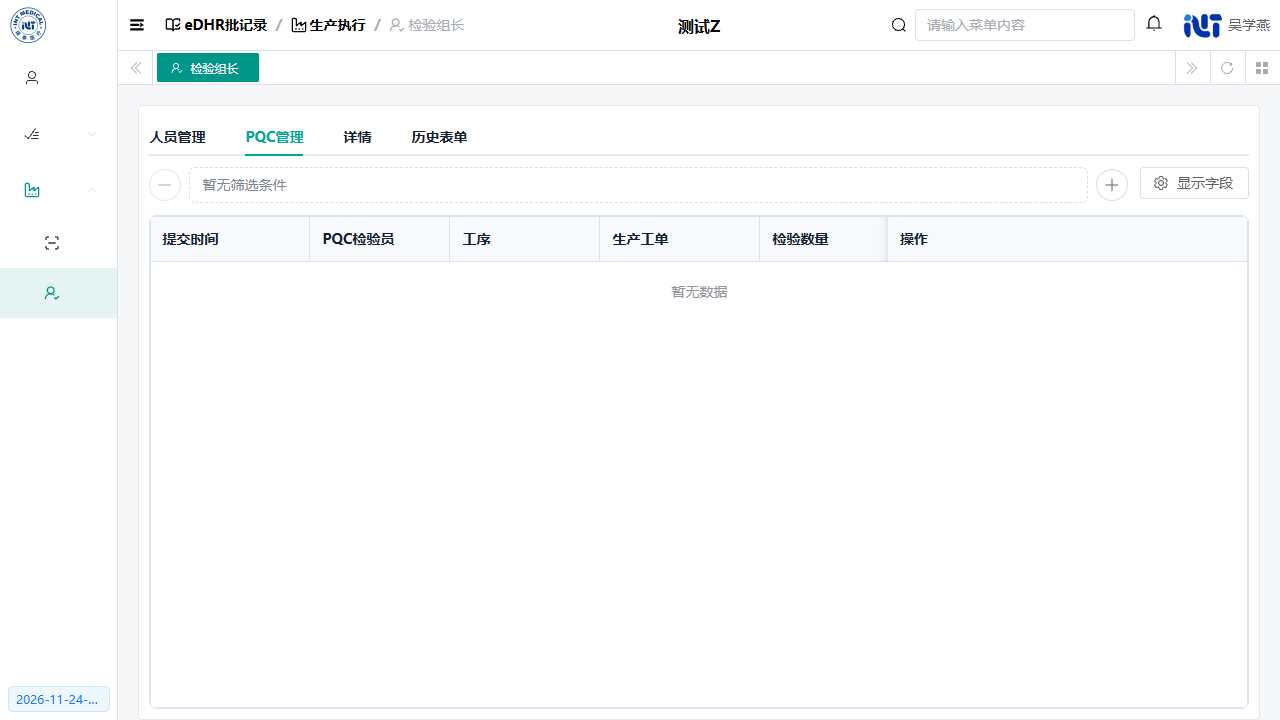 eDHR批记录 / 生产执行 / 检验组长
测试Z
请输入菜单内容
吴学燕
检验组长
人员管理
PQC管理
详情
历史表单
暂无筛选条件
显示字段
提交时间
PQC检验员
工序
生产工单
检验数量
操作
暂无数据
2026-11-24-...